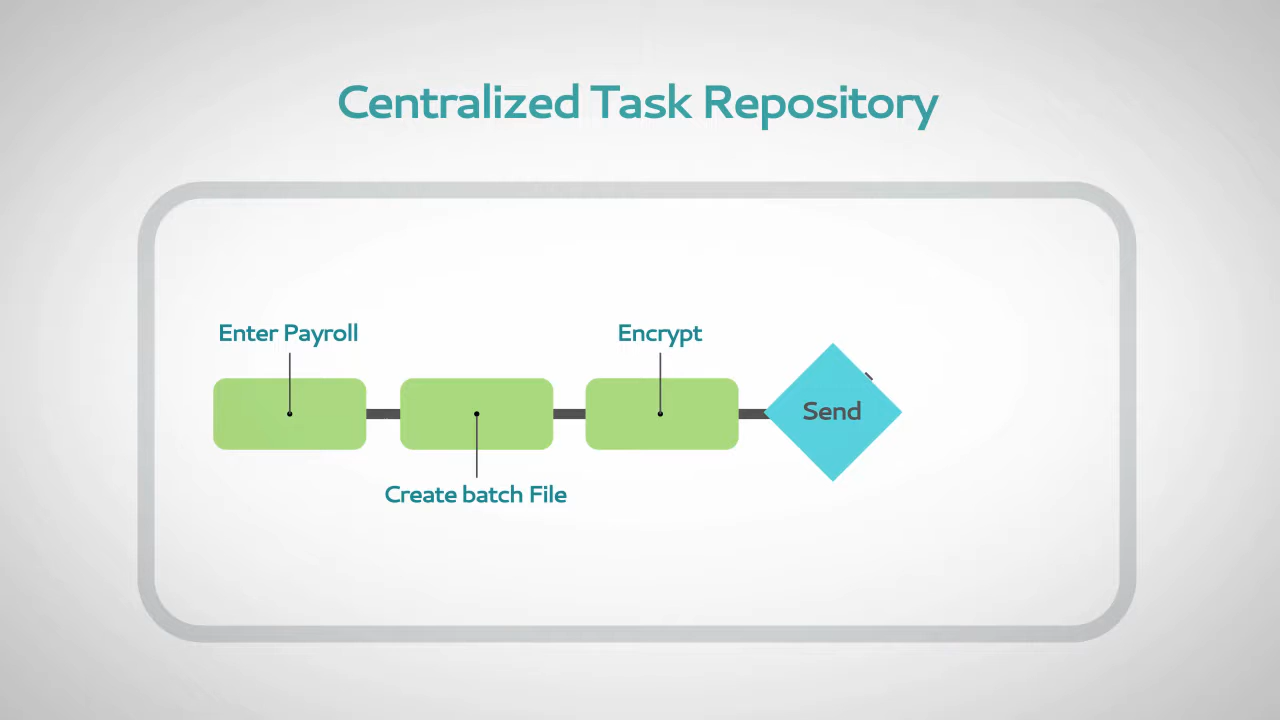 Centralized Task Repository
Enter Payroll
Encrypt
Send
Create batch File